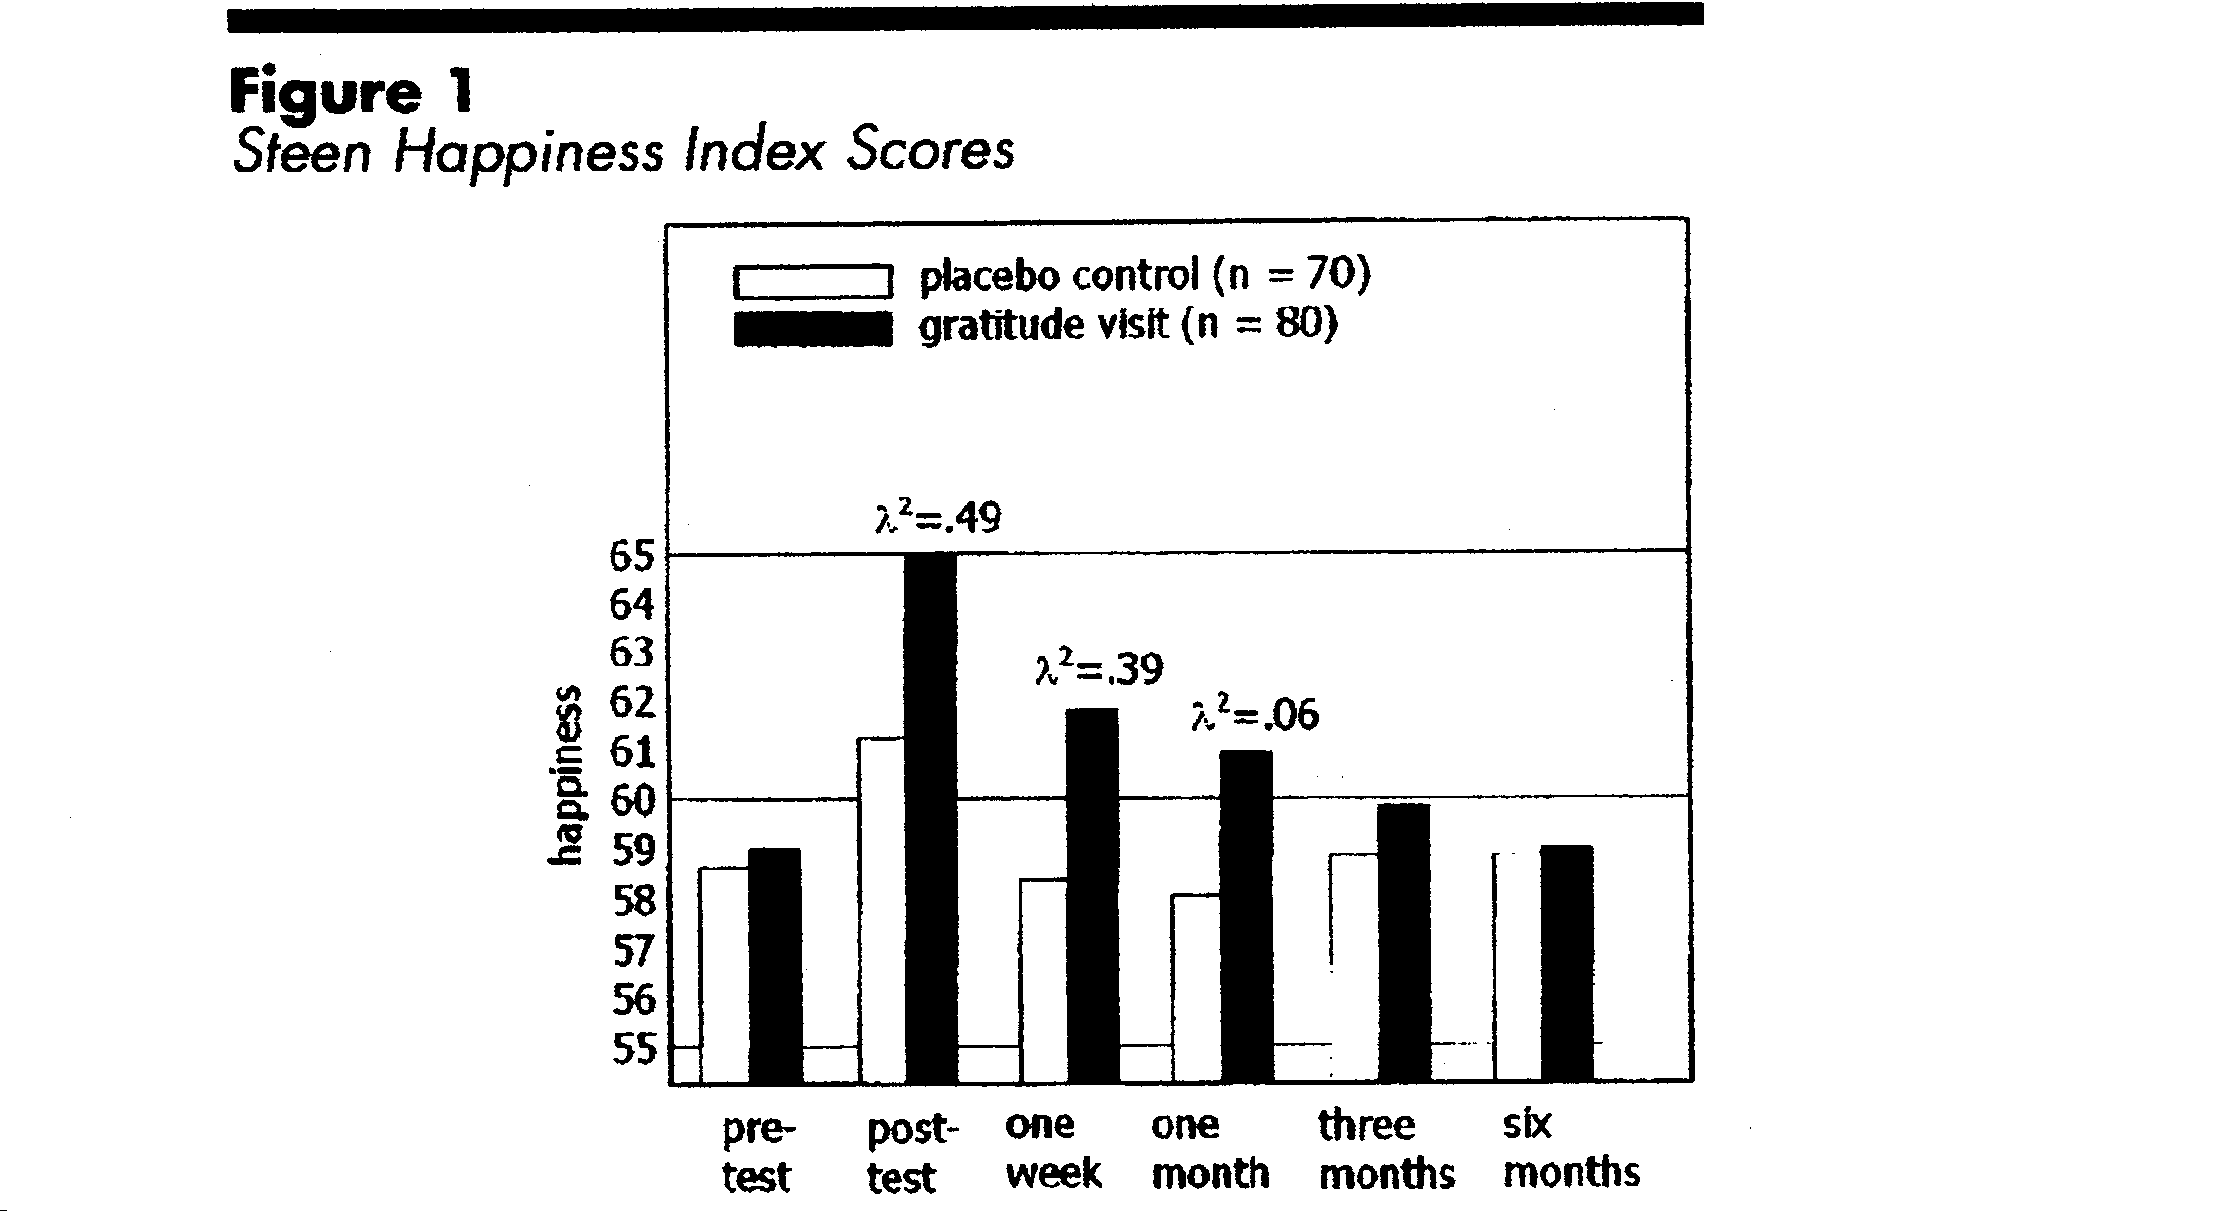 Figure 1
Steen Happiness Index Scores
placebo control (n = 70)
gratitude visit (n = 80)
λ²=.49
λ²=.39
λ²=.06
65
64
63
62
61
60
59
58
57
56
55
happiness
pre-
test
post-
test
one
week
one
month
three
months
six
months